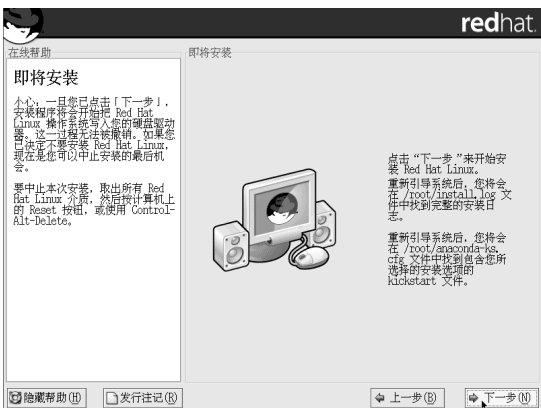 redhat.
在线帮助
即将安装
小心：一旦您已点击「下一步」，
安装程序将会开始把 Red Hat
Linux 操作系统写入您的硬盘驱动
器。这一过程无法被撤销。如果您
已决定不要安装 Red Hat Linux，
现在是您可以中止安装的最后机
会。
要中止本次安装，取出所有 Red
Hat Linux 介质，然后按计算机上
的 Reset 按钮，或使用 Control-
Alt-Delete。
即将安装
点击“下一步”来开始安
装 Red Hat Linux。
重新引导系统后，您将会
在 /root/install.log 文
件中找到完整的安装日
志。
重新引导系统后，您将会
在 /root/anaconda-ks.
cfg 文件中找到包含您所
选择的安装选项的
kickstart 文件。
隐藏帮助(H)
发行注记(R)
上一步(B)
下一步(N)